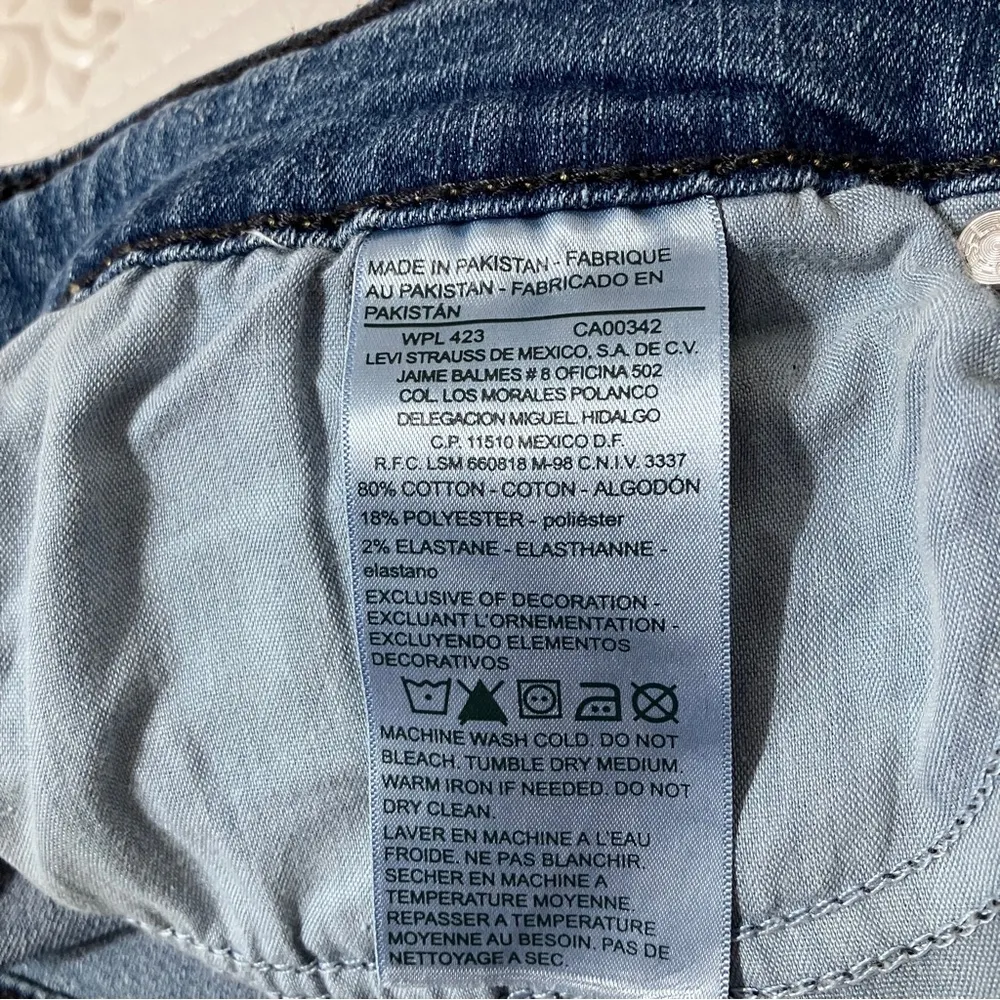 MADE IN PAKISTAN - FABRIQUE
AU PAKISTAN - FABRICADO EN
PAKISTÁN
WPL 423 CA00342
LEVI STRAUSS DE MEXICO, S.A. DE C.V.
JAIME BALMES # 8 OFICINA 502
COL. LOS MORALES POLANCO
DELEGACION MIGUEL HIDALGO
C.P. 11510 MEXICO D.F.
R.F.C. LSM 660818 M-98 C.N.I.V. 3337
80% COTTON - COTON - ALGODÓN
18% POLYESTER - poliéster
2% ELASTANE - ELASTHANNE -
elastano
EXCLUSIVE OF DECORATION -
EXCLUANT L'ORNEMENTATION -
EXCLUYENDO ELEMENTOS
DECORATIVOS
MACHINE WASH COLD. DO NOT
BLEACH. TUMBLE DRY MEDIUM.
WARM IRON IF NEEDED. DO NOT
DRY CLEAN.
LAVER EN MACHINE A L'EAU
FROIDE. NE PAS BLANCHIR.
SECHER EN MACHINE A
TEMPERATURE MOYENNE.
REPASSER A TEMPERATURE
MOYENNE AU BESOIN. PAS DE
NETTOYAGE A SEC.